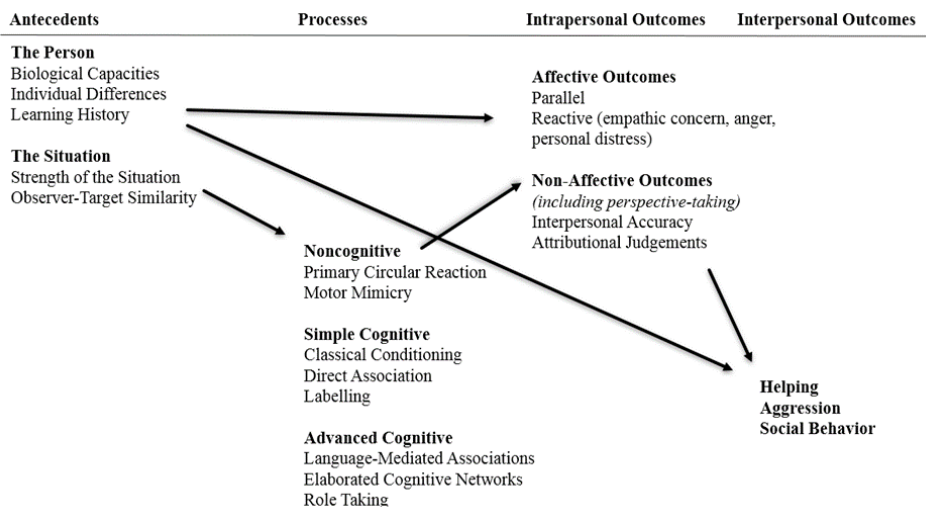 Antecedents
Processes
Intrapersonal Outcomes
Interpersonal Outcomes
The Person
Biological Capacities
Individual Differences
Learning History
The Situation
Strength of the Situation
Observer-Target Similarity
Noncognitive
Primary Circular Reaction
Motor Mimicry
Simple Cognitive
Classical Conditioning
Direct Association
Labelling
Advanced Cognitive
Language-Mediated Associations
Elaborated Cognitive Networks
Role Taking
Affective Outcomes
Parallel
Reactive (empathic concern, anger,
personal distress)
Non-Affective Outcomes
(including perspective-taking)
Interpersonal Accuracy
Attributional Judgements
Helping
Aggression
Social Behavior